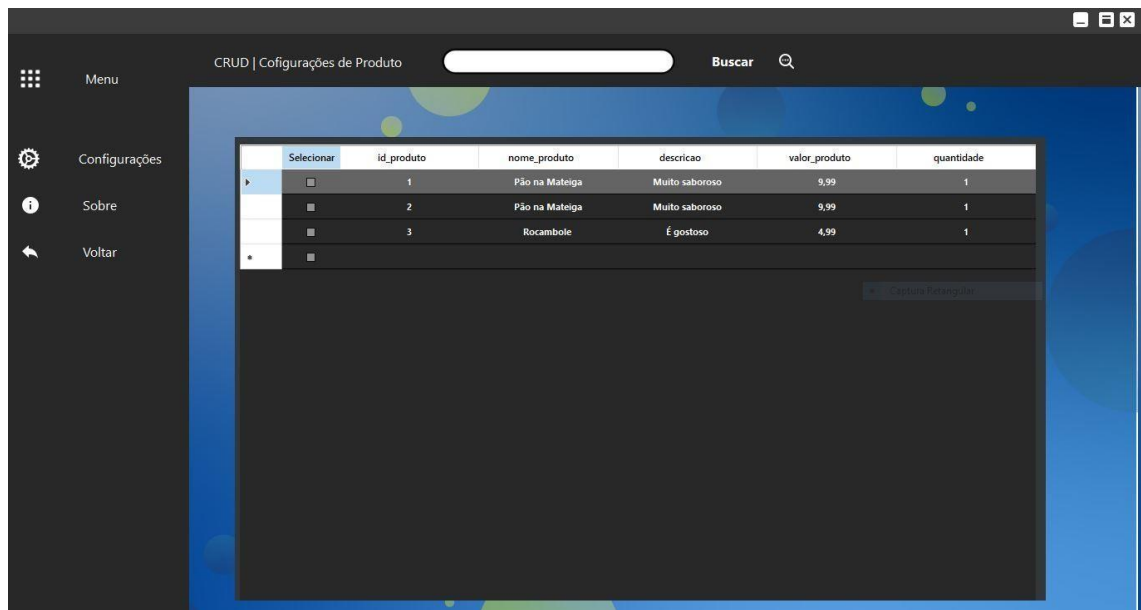 CRUD | Cofigurações de Produto Buscar
Menu
Configurações
Sobre
Voltar
Selecionar id_produto nome_produto descricao valor_produto quantidade
1 Pão na Mateiga Muito saboroso 9,99 1
2 Pão na Mateiga Muito saboroso 9,99 1
3 Rocambole É gostoso 4,99 1
Captura Retangular